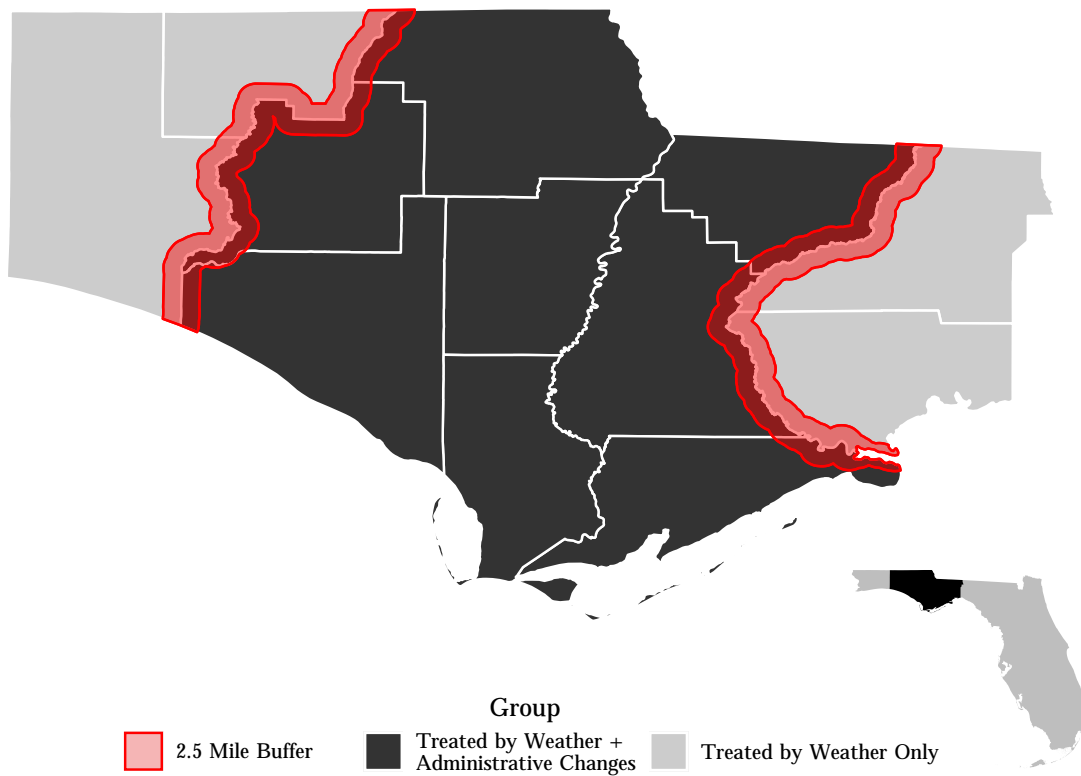 Group
2.5 Mile Buffer
Treated by Weather +
Administrative Changes
Treated by Weather Only